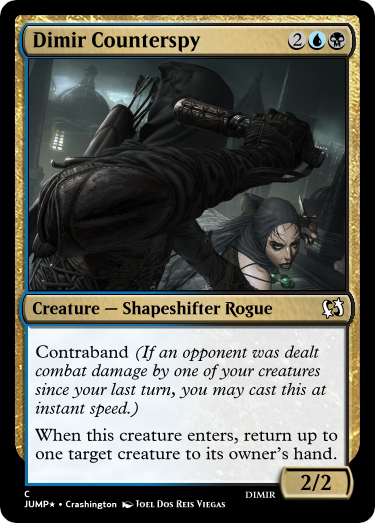 Dimir Counterspy 2
Creature — Shapeshifter Rogue
Contraband (If an opponent was dealt
combat damage by one of your creatures
since your last turn, you may cast this at
instant speed.)
When this creature enters, return up to
one target creature to its owner's hand.
2/2
C DIMIR
JUMP★ • Crashington Joel Dos Reis Viegas